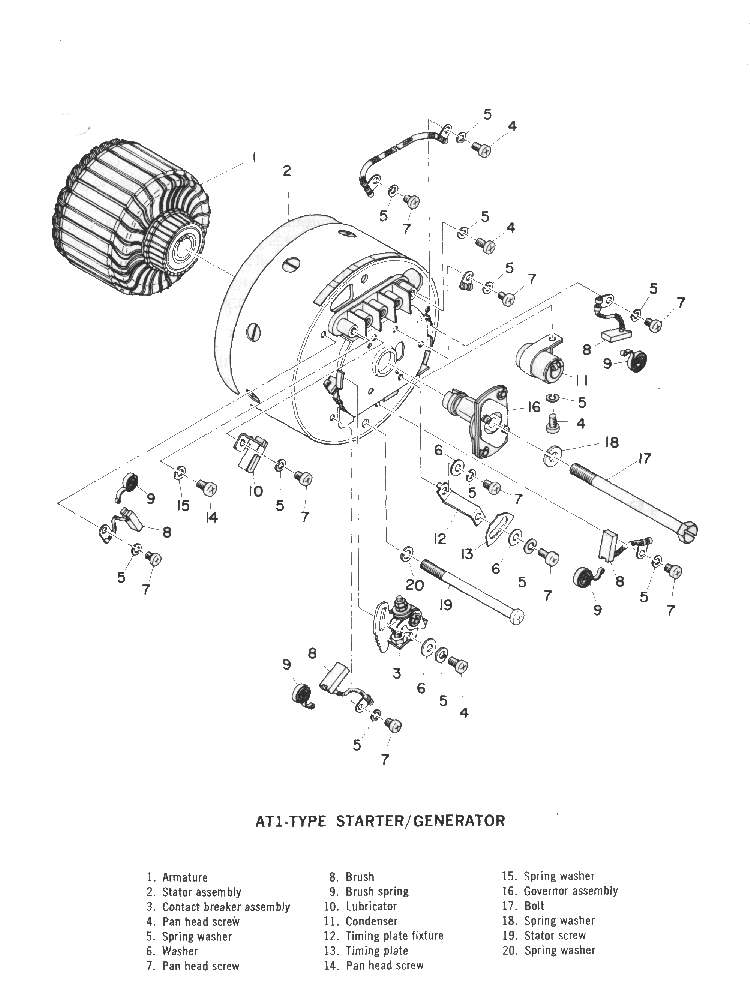 5
4
1
2
5
7
5
4
5
7
5
7
8
9
11
5
16
4
18
17
6
9
15
14
10
5
7
5
7
12
8
13
6
5
7
5
7
20
19
8
9
5
7
3
6
5
4
9
8
5
7
AT1-TYPE STARTER/GENERATOR
1. Armature
2. Stator assembly
3. Contact breaker assembly
4. Pan head screw
5. Spring washer
6. Washer
7. Pan head screw
8. Brush
9. Brush spring
10. Lubricator
11. Condenser
12. Timing plate fixture
13. Timing plate
14. Pan head screw
15. Spring washer
16. Governor assembly
17. Bolt
18. Spring washer
19. Stator screw
20. Spring washer